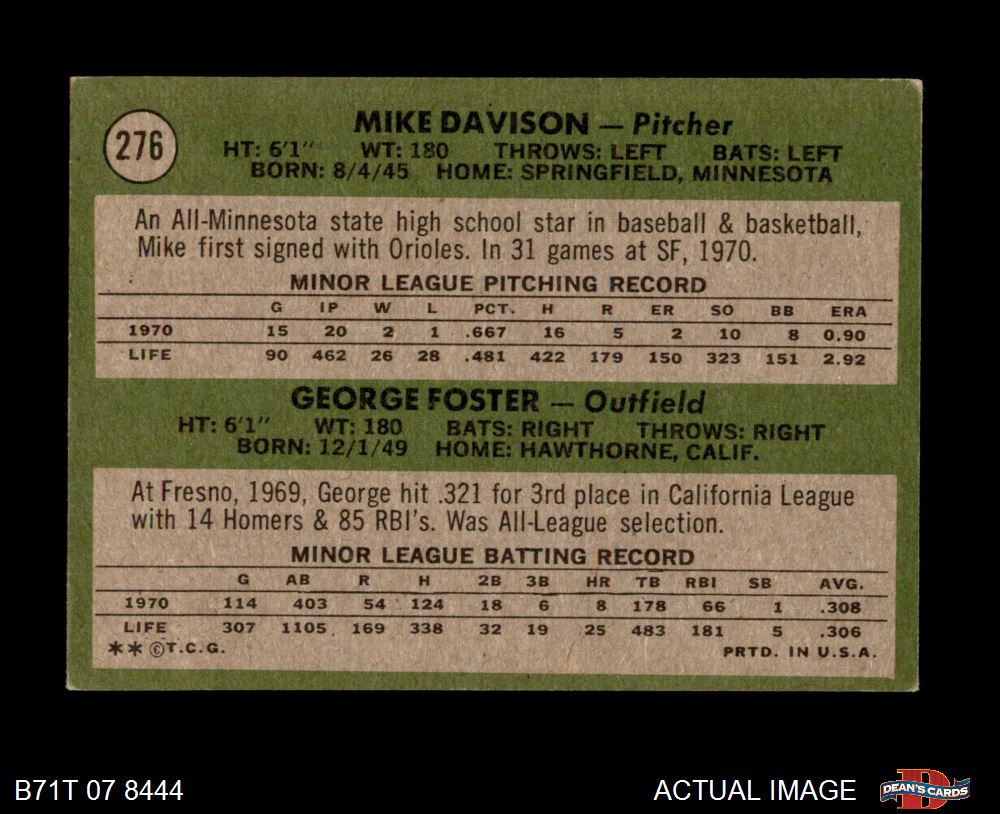 276
MIKE DAVISON — Pitcher
HT: 6'1" WT: 180 THROWS: LEFT BATS: LEFT
BORN: 8/4/45 HOME: SPRINGFIELD, MINNESOTA
An All-Minnesota state high school star in baseball & basketball,
Mike first signed with Orioles. In 31 games at SF, 1970.
MINOR LEAGUE PITCHING RECORD
G IP W L PCT. H R ER SO BB ERA
1970 15 20 2 1 .667 16 5 2 10 8 0.90
LIFE 90 462 26 28 .481 422 179 150 323 151 2.92
GEORGE FOSTER — Outfield
HT: 6'1" WT: 180 BATS: RIGHT THROWS: RIGHT
BORN: 12/1/49 HOME: HAWTHORNE, CALIF.
At Fresno, 1969, George hit .321 for 3rd place in California League
with 14 Homers & 85 RBI's. Was All-League selection.
MINOR LEAGUE BATTING RECORD
G AB R H 2B 3B HR TB RBI SB AVG.
1970 114 403 54 124 18 6 8 178 66 1 .308
LIFE 307 1105 169 338 32 19 25 483 181 5 .306
**©T.C.G. PRTD. IN U.S.A.
B71T 07 8444 ACTUAL IMAGE DEAN'S CARDS